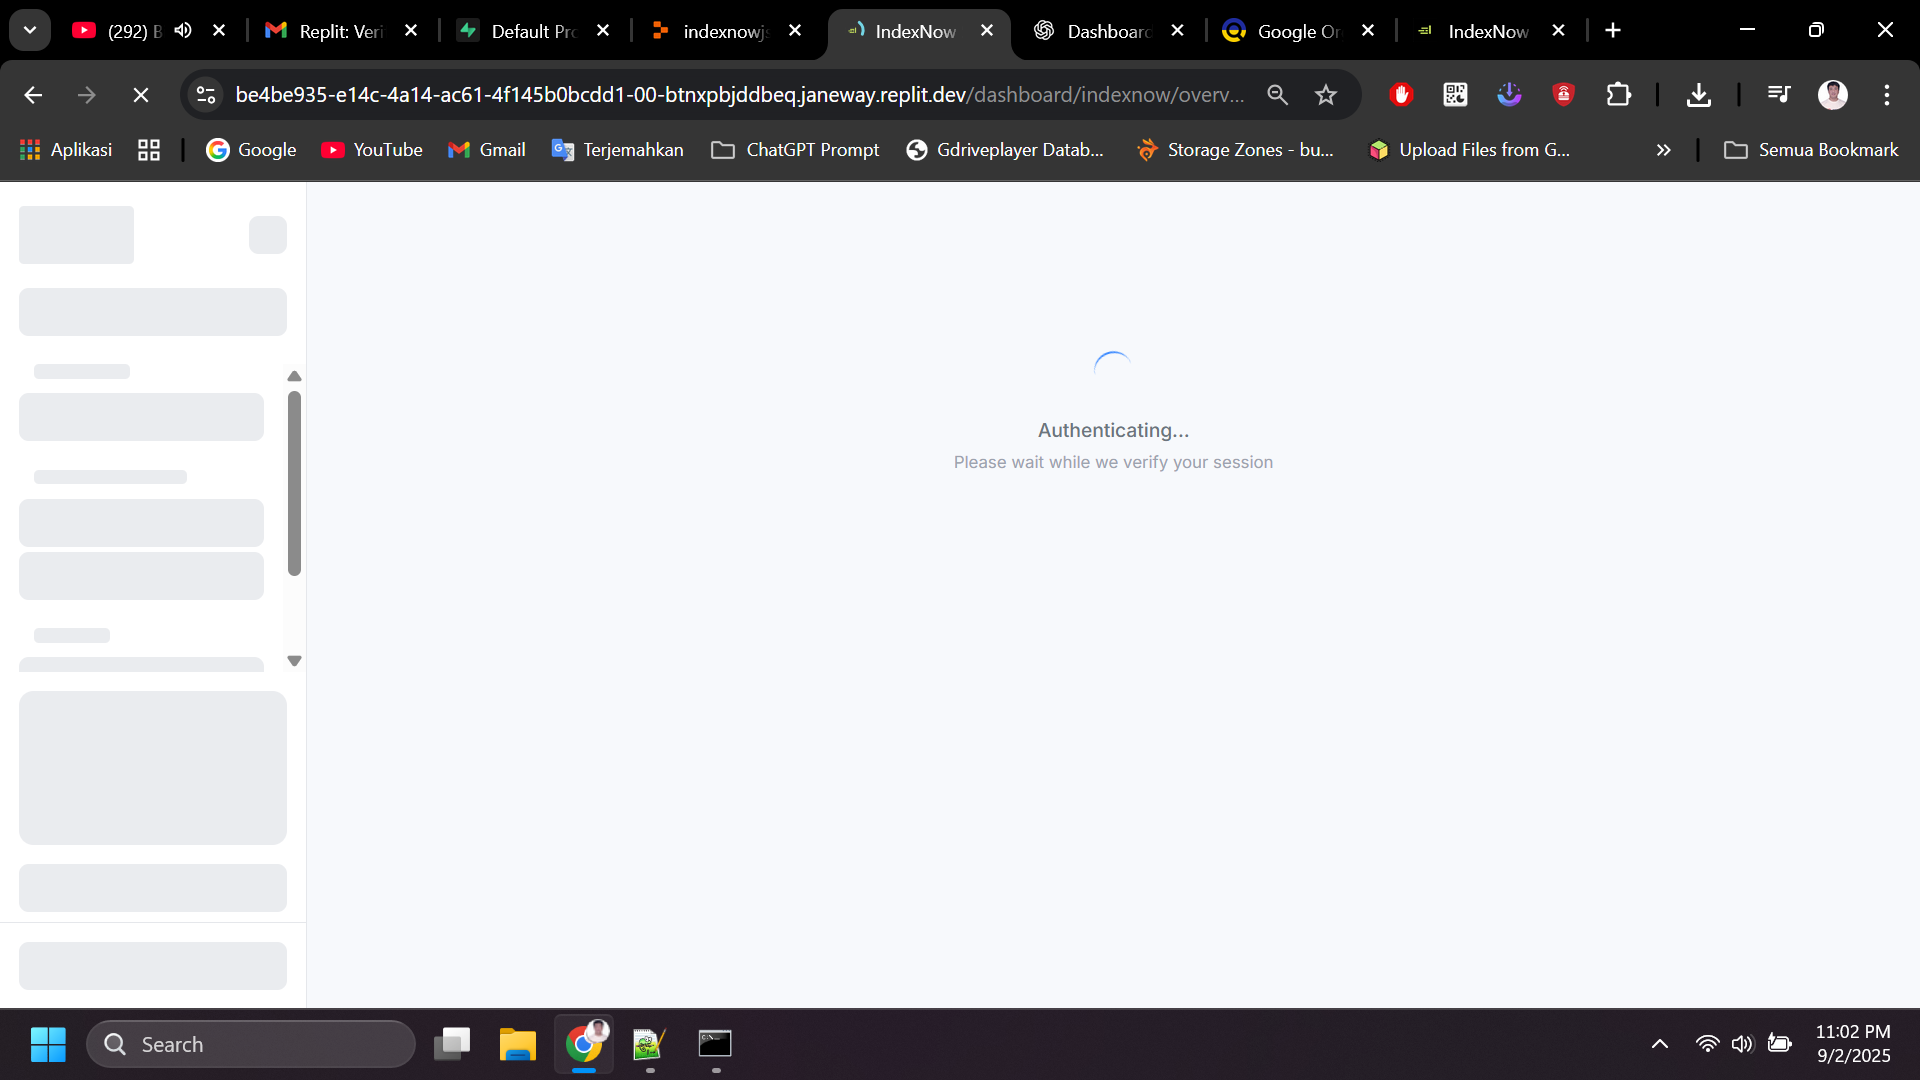 (292) B
Replit: Veri
Default Pro
indexnowj
IndexNow
Dashboard
Google Or
IndexNow
be4be935-e14c-4a14-ac61-4f145b0bcdd1-00-btnxpbjddbeq.janeway.replit.dev/dashboard/indexnow/overv...
Aplikasi
Google
YouTube
Gmail
Terjemahkan
ChatGPT Prompt
Gdriveplayer Datab...
Storage Zones - bu...
Upload Files from G...
Semua Bookmark
Authenticating...
Please wait while we verify your session
Search
11:02 PM
9/2/2025